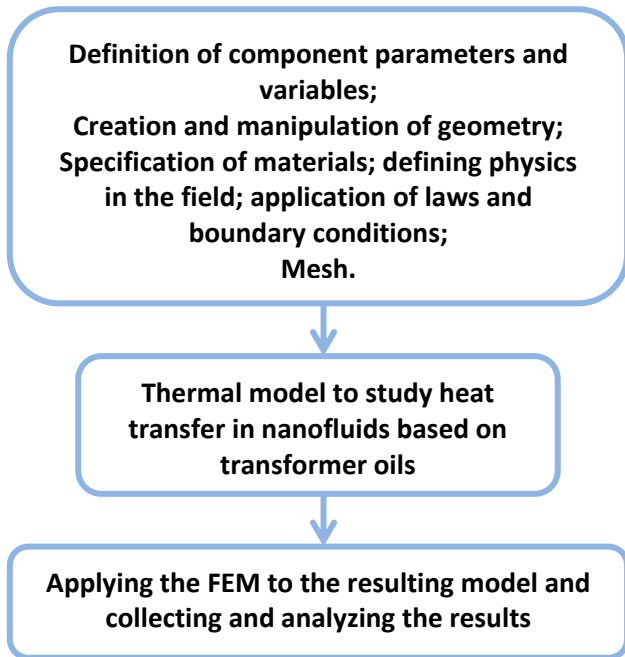 Definition of component parameters and
variables;
Creation and manipulation of geometry;
Specification of materials; defining physics
in the field; application of laws and
boundary conditions;
Mesh.
Thermal model to study heat
transfer in nanofluids based on
transformer oils
Applying the FEM to the resulting model and
collecting and analyzing the results